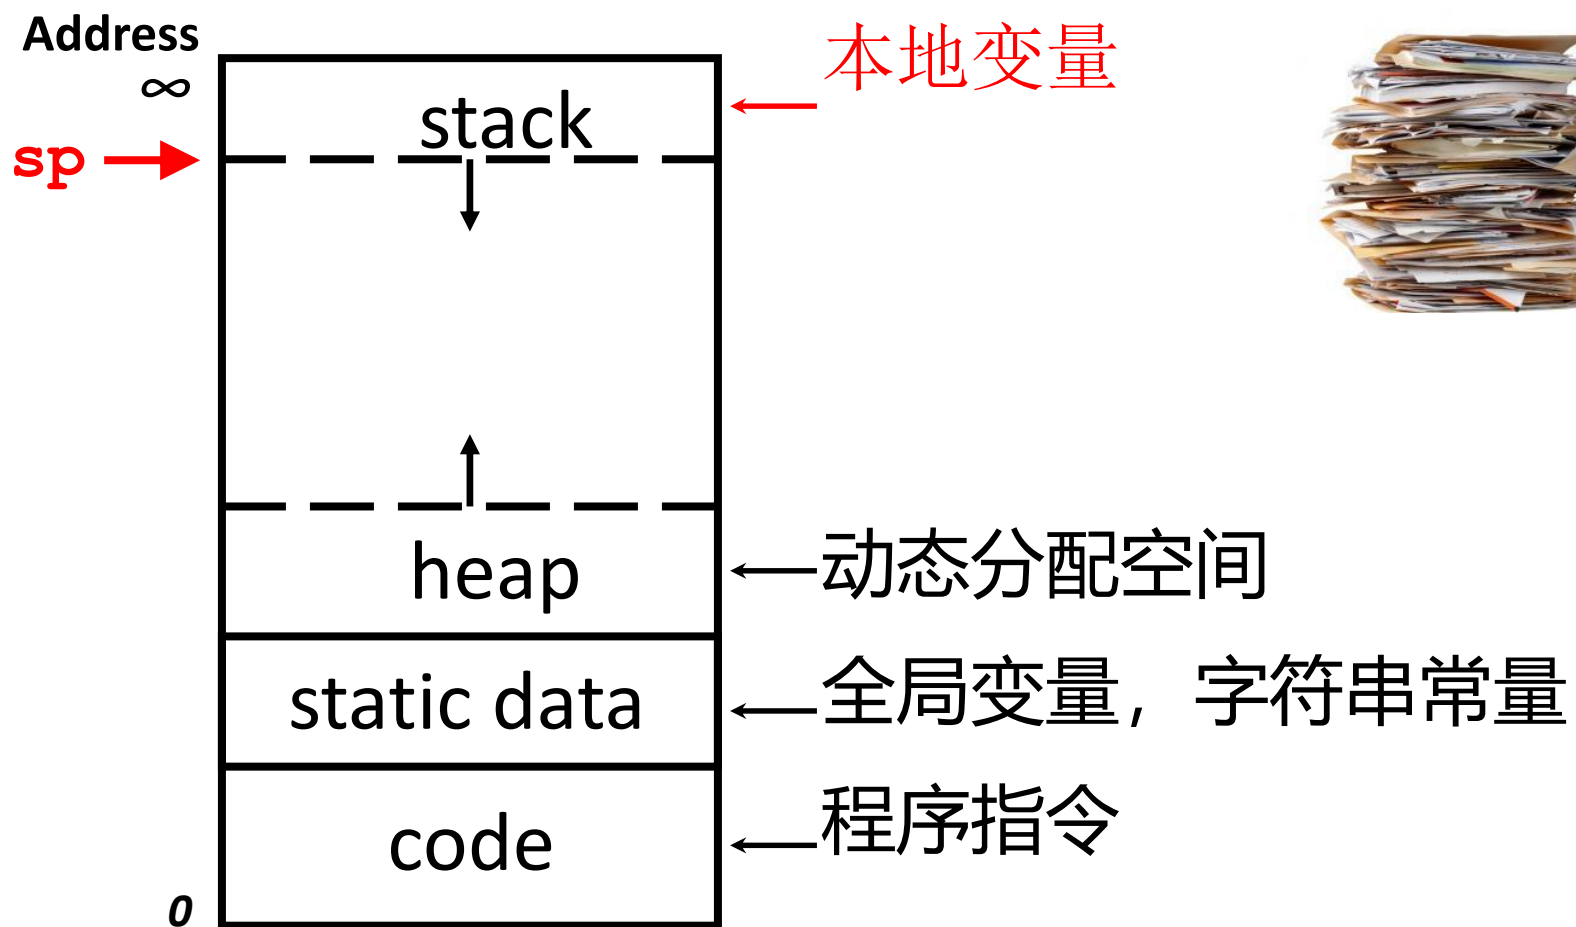 Address
∞
本地变量
stack
sp
heap
动态分配空间
static data
全局变量，字符串常量
code
程序指令
0